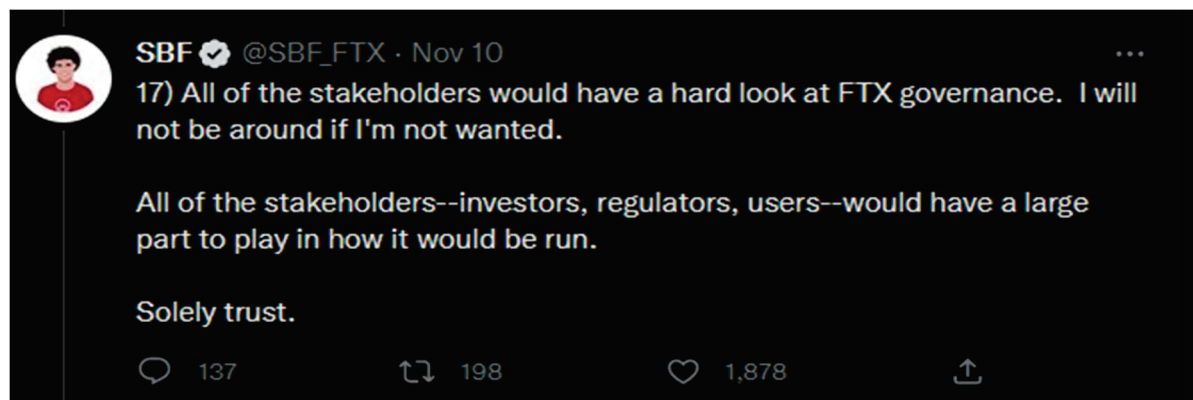 SBF @SBF_FTX · Nov 10
17) All of the stakeholders would have a hard look at FTX governance.  I will
not be around if I'm not wanted.
All of the stakeholders--investors, regulators, users--would have a large
part to play in how it would be run.
Solely trust.
137 198 1,878